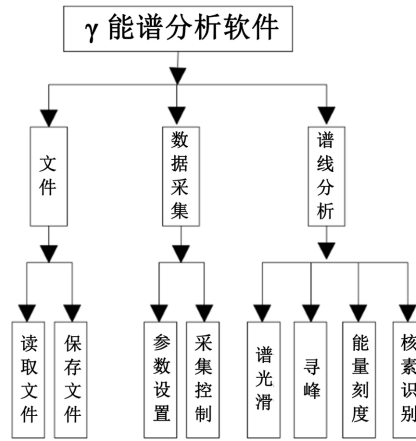 γ 能谱分析软件
文件
数据采集
谱线分析
读取文件
保存文件
参数设置
采集控制
谱光滑
寻峰
能量刻度
核素识别